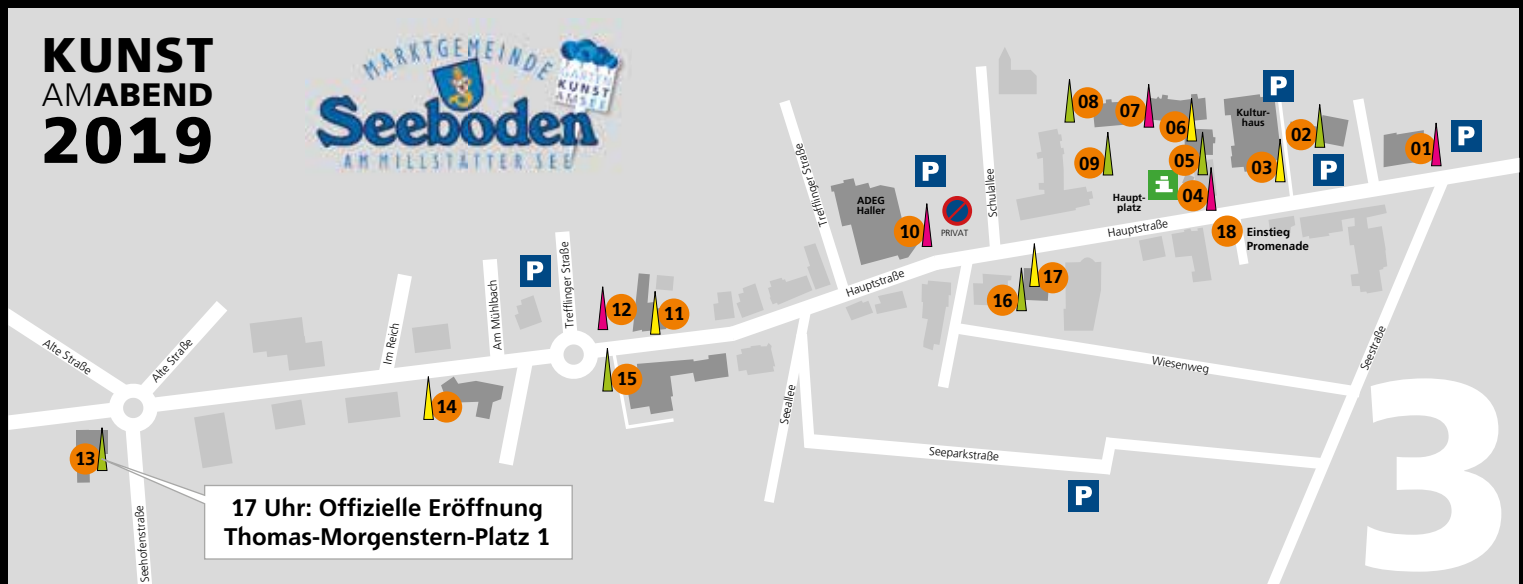 KUNST
AMABEND
2019
MARKTGEMEINDE
Seeboden
AM MILLSTÄTTER SEE
GARTEN
KUNST
AMSEE
P
08
07
06
Kultur-
haus
02
01
P
09
05
03
P
i
04
Haupt-
platz
Hauptstraße
18
Einstieg
Promenade
Trefflinger Straße
P
ADEG
Haller
10
PRIVAT
Schulallee
Hauptstraße
16
17
P
Trefflinger Straße
12
11
Am Mühlbach
Im Reich
Alte Straße
Alte Straße
15
14
13
Seeallee
Wiesenweg
Seestraße
Seeparkstraße
P
Seehofenstraße
17 Uhr: Offizielle Eröffnung
Thomas-Morgenstern-Platz 1
3